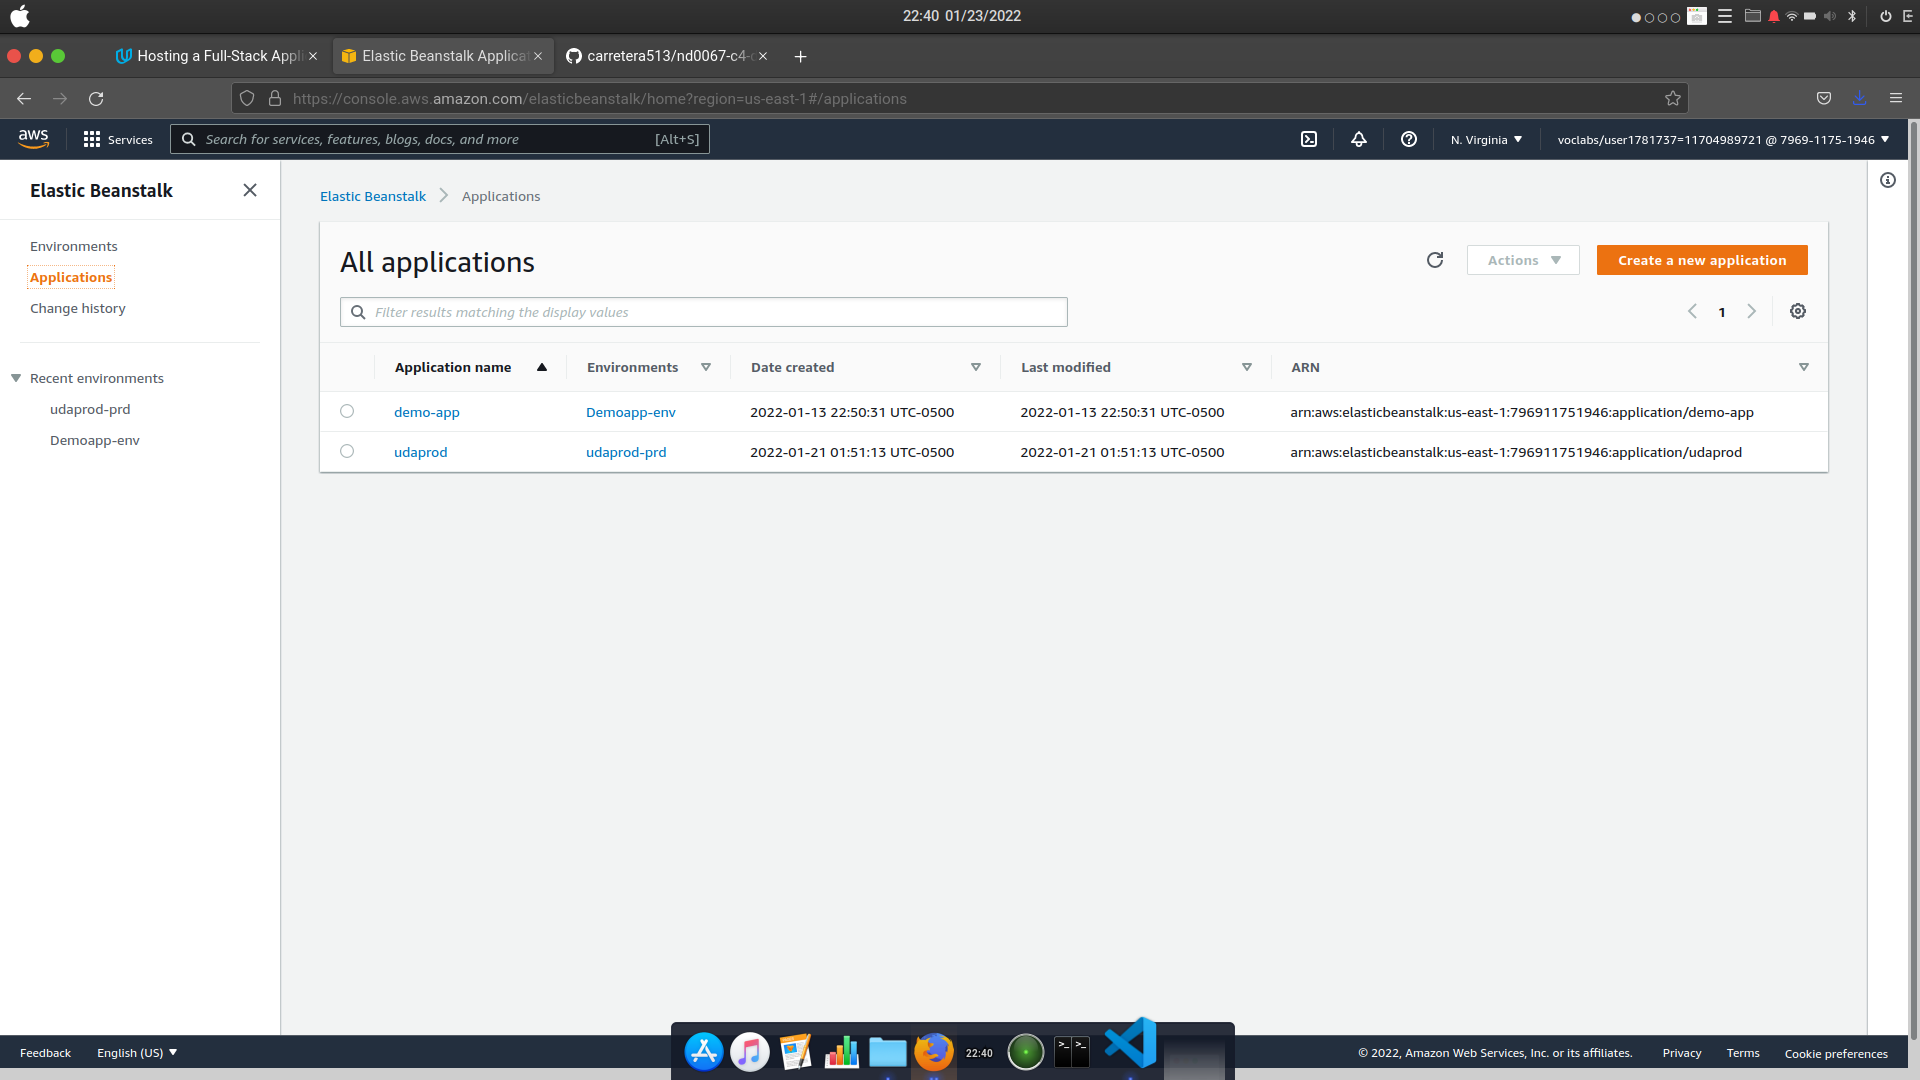 22:40 01/23/2022
Hosting a Full-Stack Appli
Elastic Beanstalk Applicat
carretera513/nd0067-c4-
https://console.aws.amazon.com/elasticbeanstalk/home?region=us-east-1#/applications
aws
Services
Search for services, features, blogs, docs, and more
[Alt+S]
N. Virginia
voclabs/user1781737=11704989721 @ 7969-1175-1946
Elastic Beanstalk
Environments
Applications
Change history
Recent environments
udaprod-prd
Demoapp-env
Elastic Beanstalk
Applications
All applications
Actions
Create a new application
Filter results matching the display values
1
Application name Environments Date created Last modified ARN
demo-app Demoapp-env 2022-01-13 22:50:31 UTC-0500 2022-01-13 22:50:31 UTC-0500 arn:aws:elasticbeanstalk:us-east-1:796911751946:application/demo-app
udaprod udaprod-prd 2022-01-21 01:51:13 UTC-0500 2022-01-21 01:51:13 UTC-0500 arn:aws:elasticbeanstalk:us-east-1:796911751946:application/udaprod
Feedback
English (US)
22:40
© 2022, Amazon Web Services, Inc. or its affiliates.
Privacy
Terms
Cookie preferences